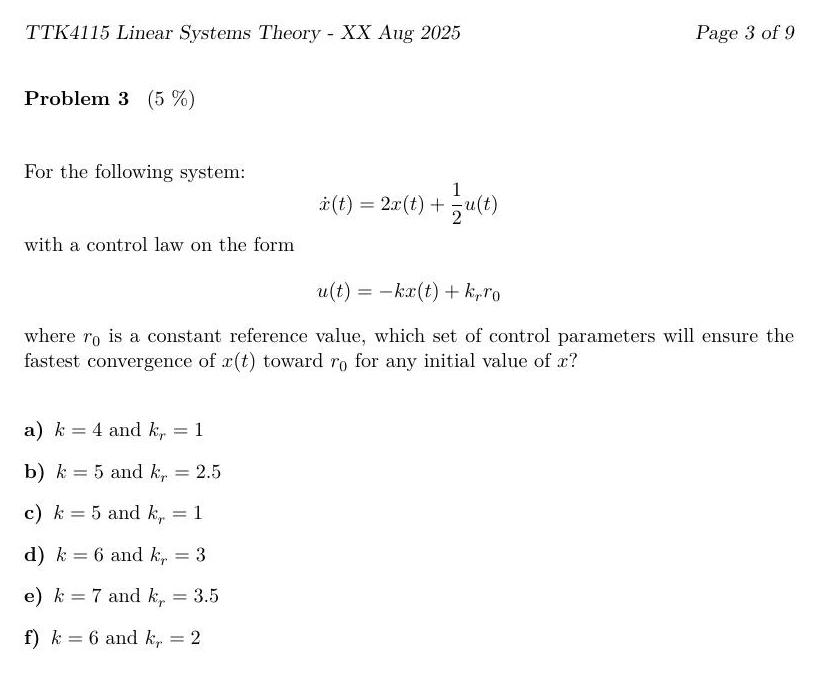 TTK4115 Linear Systems Theory - XX Aug 2025 Page 3 of 9
Problem 3 (5 %)
For the following system:
ẋ(t) = 2x(t) + \frac{1}{2}u(t)
with a control law on the form
u(t) = −kx(t) + k_r r_0
where r_0 is a constant reference value, which set of control parameters will ensure the
fastest convergence of x(t) toward r_0 for any initial value of x?
a) k = 4 and k_r = 1
b) k = 5 and k_r = 2.5
c) k = 5 and k_r = 1
d) k = 6 and k_r = 3
e) k = 7 and k_r = 3.5
f) k = 6 and k_r = 2